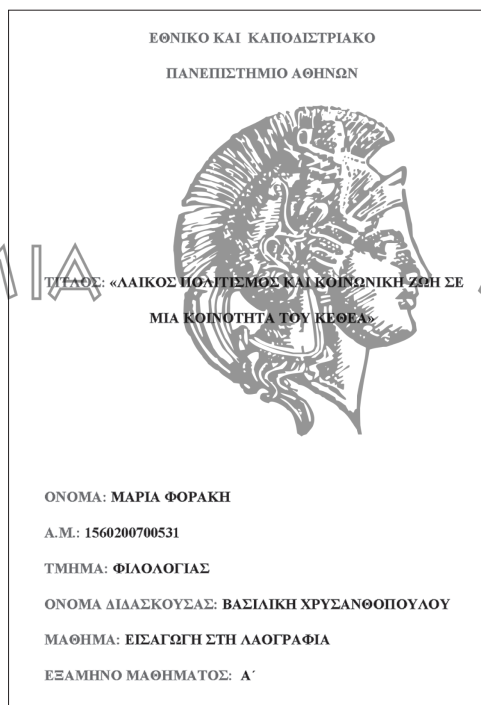 ΕΘΝΙΚΟ ΚΑΙ ΚΑΠΟΔΙΣΤΡΙΑΚΟ
ΠΑΝΕΠΙΣΤΗΜΙΟ ΑΘΗΝΩΝ
ΤΙΤΛΟΣ: «ΛΑΙΚΟΣ ΠΟΛΙΤΙΣΜΟΣ ΚΑΙ ΚΟΙΝΩΝΙΚΗ ΖΩΗ ΣΕ
ΜΙΑ ΚΟΙΝΟΤΗΤΑ ΤΟΥ ΚΕΘΕΑ»
ΟΝΟΜΑ: ΜΑΡΙΑ ΦΟΡΑΚΗ
Α.Μ.: 1560200700531
ΤΜΗΜΑ: ΦΙΛΟΛΟΓΙΑΣ
ΟΝΟΜΑ ΔΙΔΑΣΚΟΥΣΑΣ: ΒΑΣΙΛΙΚΗ ΧΡΥΣΑΝΘΟΠΟΥΛΟΥ
ΜΑΘΗΜΑ: ΕΙΣΑΓΩΓΗ ΣΤΗ ΛΑΟΓΡΑΦΙΑ
ΕΞΑΜΗΝΟ ΜΑΘΗΜΑΤΟΣ: Α΄